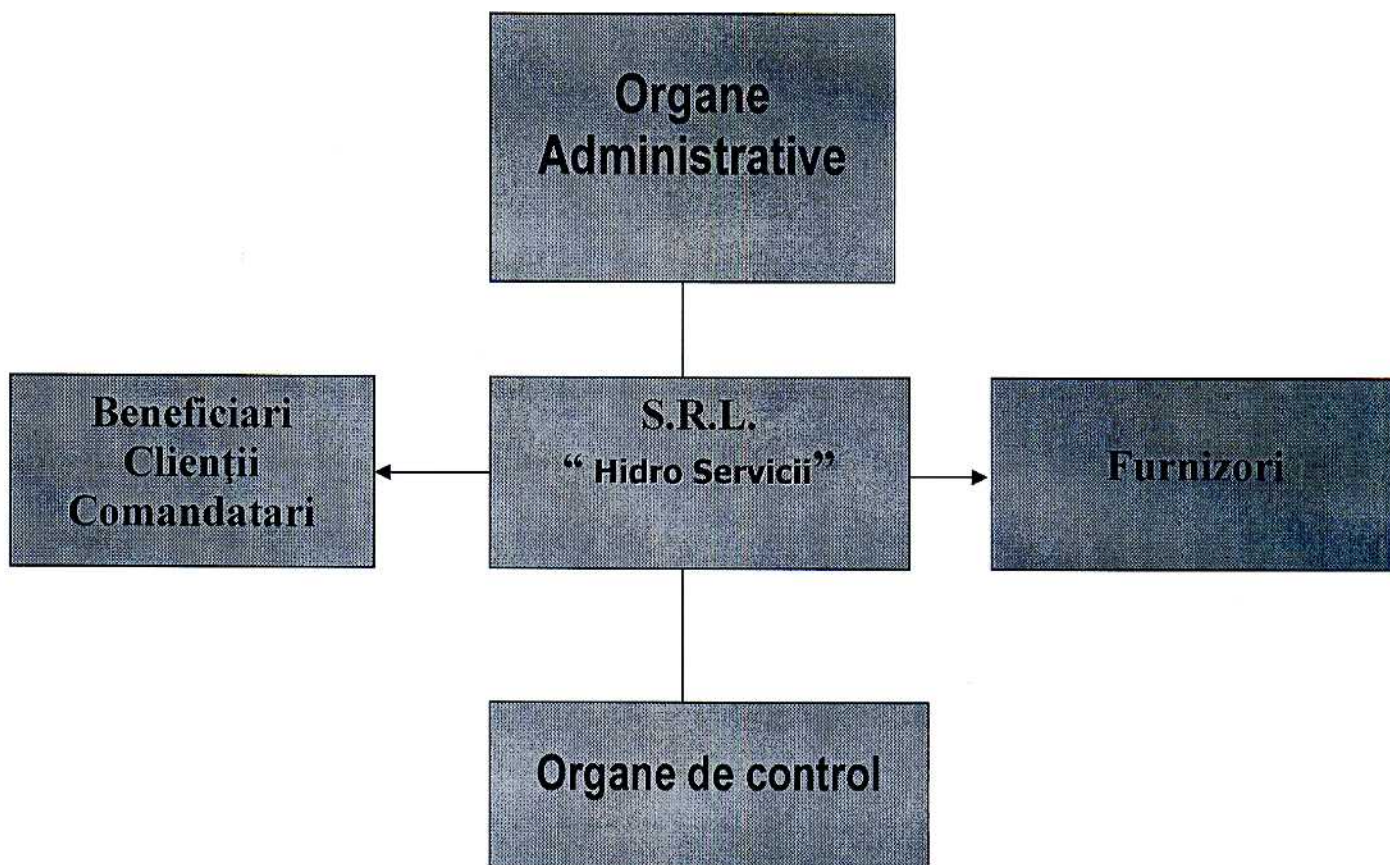 Organe
Administrative
Beneficiari
Clienţii
Comandatari
S.R.L.
“ Hidro Servicii”
Furnizori
Organe de control